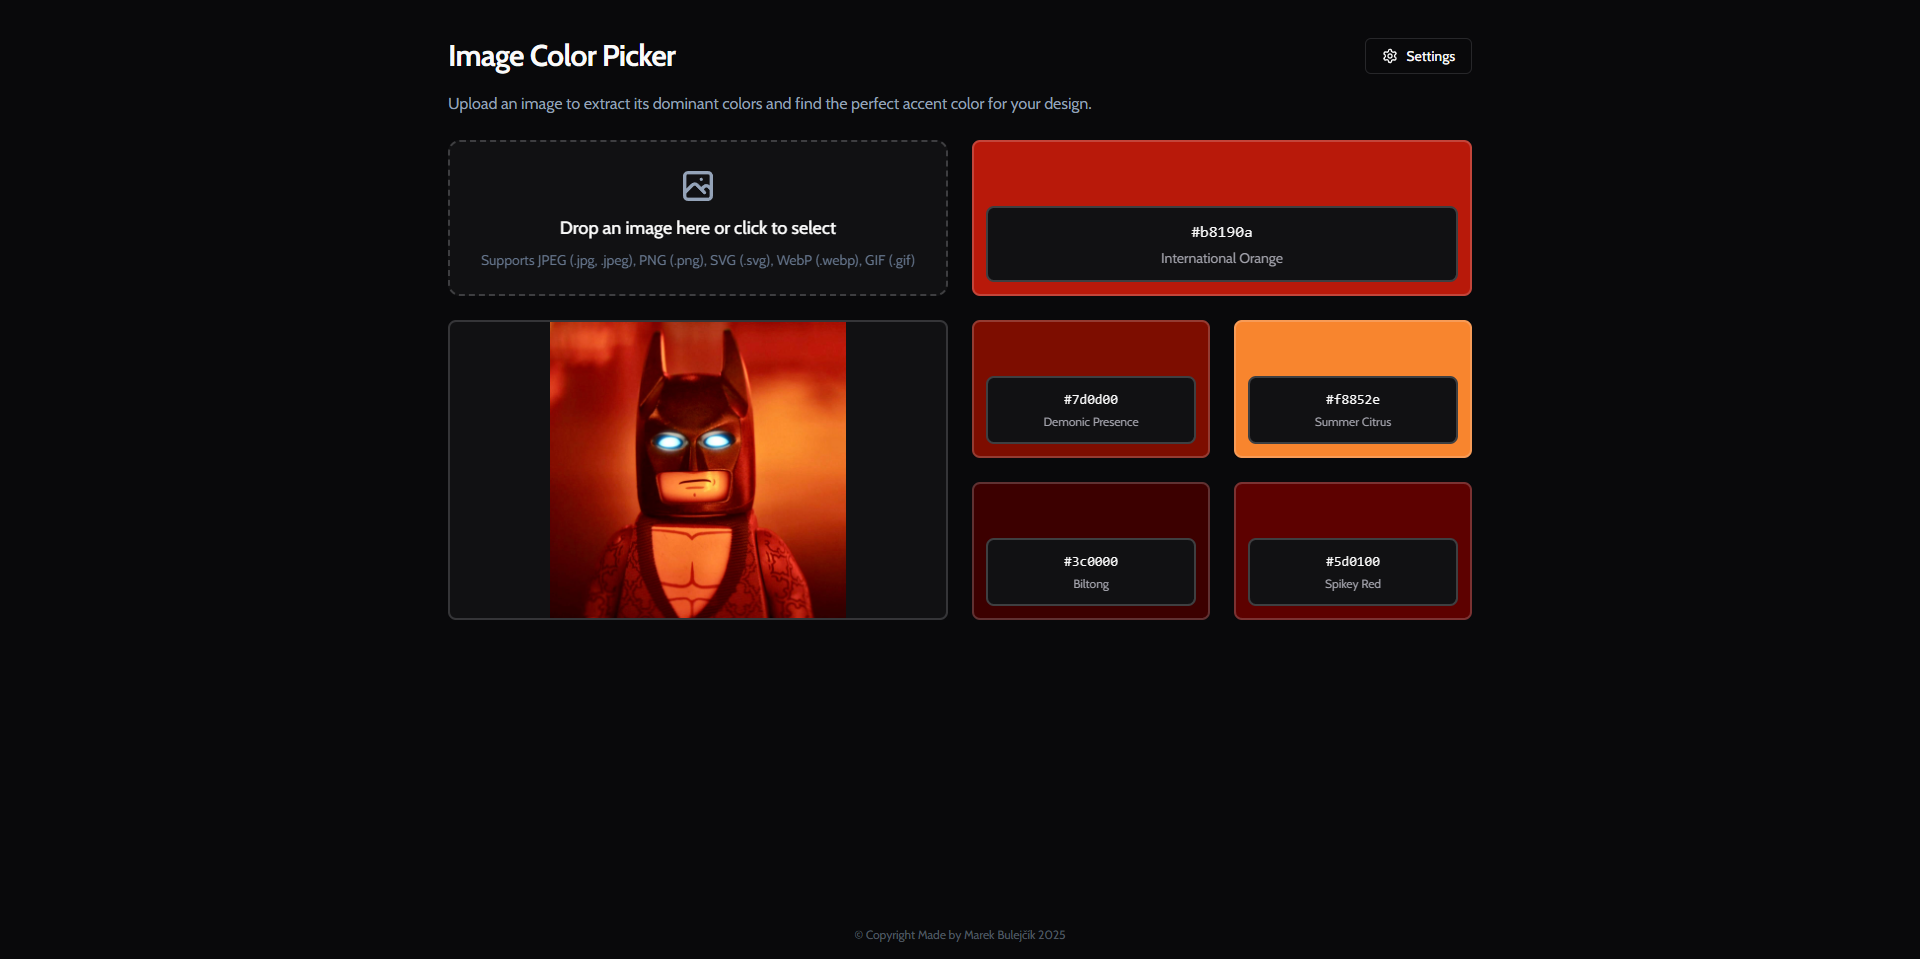 Image Color Picker
Settings
Upload an image to extract its dominant colors and find the perfect accent color for your design.
Drop an image here or click to select
Supports JPEG (.jpg, .jpeg), PNG (.png), SVG (.svg), WebP (.webp), GIF (.gif)
#b8190a
International Orange
#7d0d00
Demonic Presence
#f8852e
Summer Citrus
#3c0000
Biltong
#5d0100
Spikey Red
© Copyright Made by Marek Bulejčík 2025